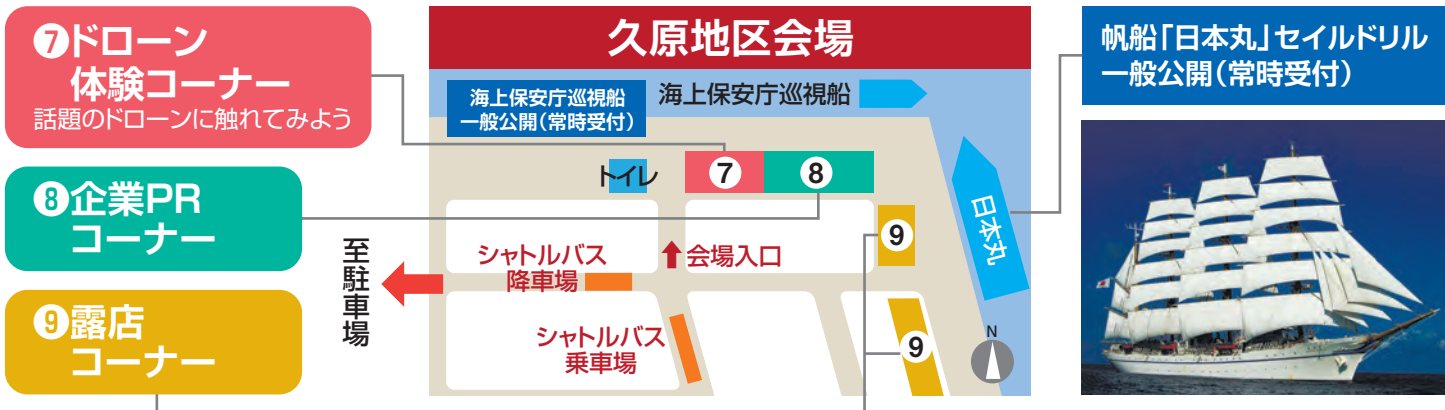 ❼ドローン
体験コーナー
話題のドローンに触れてみよう
❽企業PR
コーナー
❾露店
コーナー
至駐車場
久原地区会場
海上保安庁巡視船
一般公開(常時受付)
海上保安庁巡視船
トイレ
7
8
9
日本丸
シャトルバス
降車場
会場入口
シャトルバス
乗車場
9
N
帆船「日本丸」セイルドリル
一般公開(常時受付)